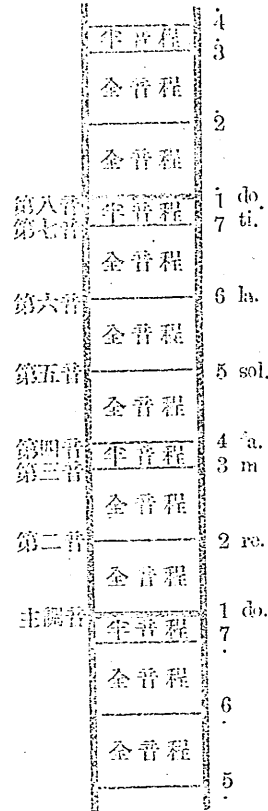 4̇
半音程
3̇
全音程
2̇
全音程
第八音 1̇ do.
半音程
第七音 7 ti.
全音程
第六音 6 la.
全音程
第五音 5 sol.
全音程
第四音 4 fa.
半音程
第三音 3 m
全音程
第二音 2 re.
全音程
主調音 1 do.
半音程
7̣
全音程
6̣
全音程
5̣